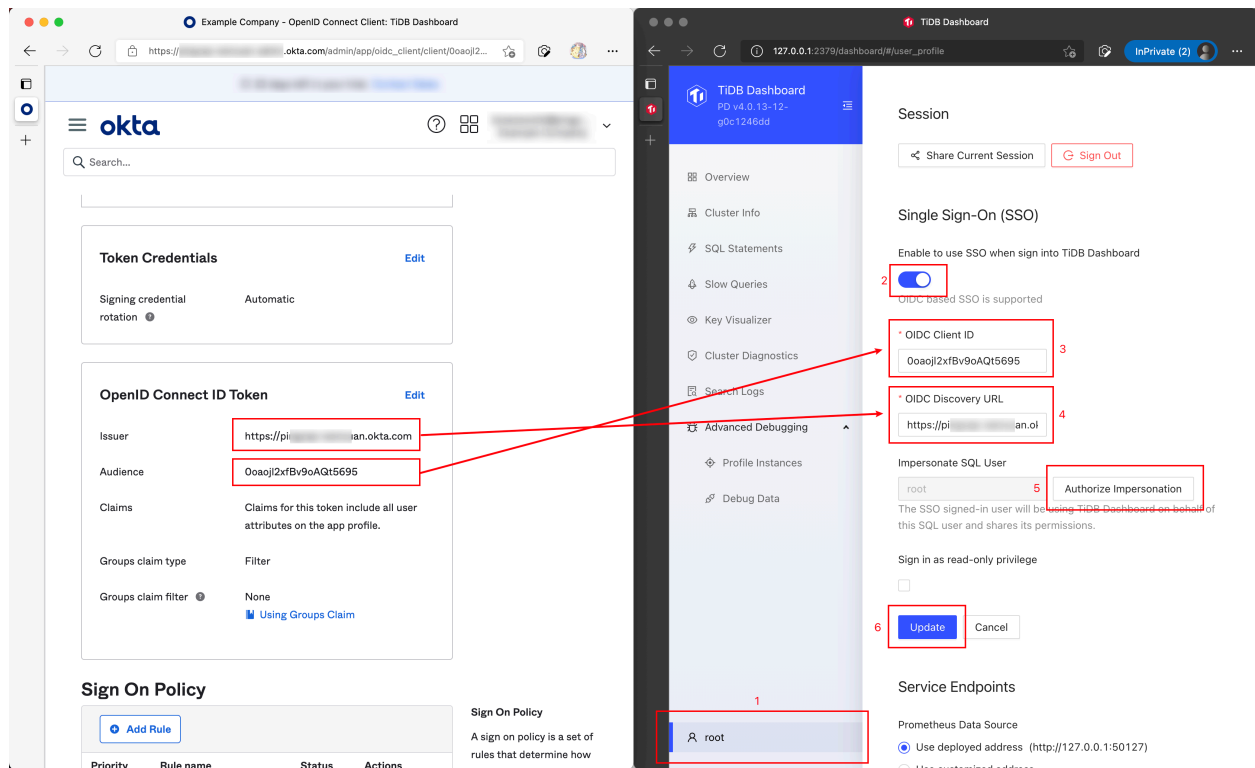 Example Company - OpenID Connect Client: TiDB Dashboard
https:// .okta.com/admin/app/oidc_client/client/0oaojl2...
okta
Search...
Token Credentials
Edit
Signing credential rotation
Automatic
OpenID Connect ID Token
Edit
Issuer
https://pi an.okta.com
Audience
0oaojl2xfBv9oAQt5695
Claims
Claims for this token include all user
attributes on the app profile.
Groups claim type
Filter
Groups claim filter
None
Using Groups Claim
Sign On Policy
Add Rule
Priority Rule name Status Actions
Sign On Policy
A sign on policy is a set of
rules that determine how
TiDB Dashboard
127.0.0.1:2379/dashboard/#/user_profile
InPrivate (2)
TiDB Dashboard
PD v4.0.13-12-
g0c1246dd
Overview
Cluster Info
SQL Statements
Slow Queries
Key Visualizer
Cluster Diagnostics
Search Logs
Advanced Debugging
Profile Instances
Debug Data
1
root
Session
Share Current Session
Sign Out
Single Sign-On (SSO)
Enable to use SSO when sign into TiDB Dashboard
2
OIDC based SSO is supported
* OIDC Client ID
3
0oaojl2xfBv9oAQt5695
* OIDC Discovery URL
4
https://pi an.ok
Impersonate SQL User
root
5
Authorize Impersonation
The SSO signed-in user will be using TiDB Dashboard on behalf of
this SQL user and shares its permissions.
Sign in as read-only privilege
6
Update
Cancel
Service Endpoints
Prometheus Data Source
Use deployed address (http://127.0.0.1:50127)
Use customized address